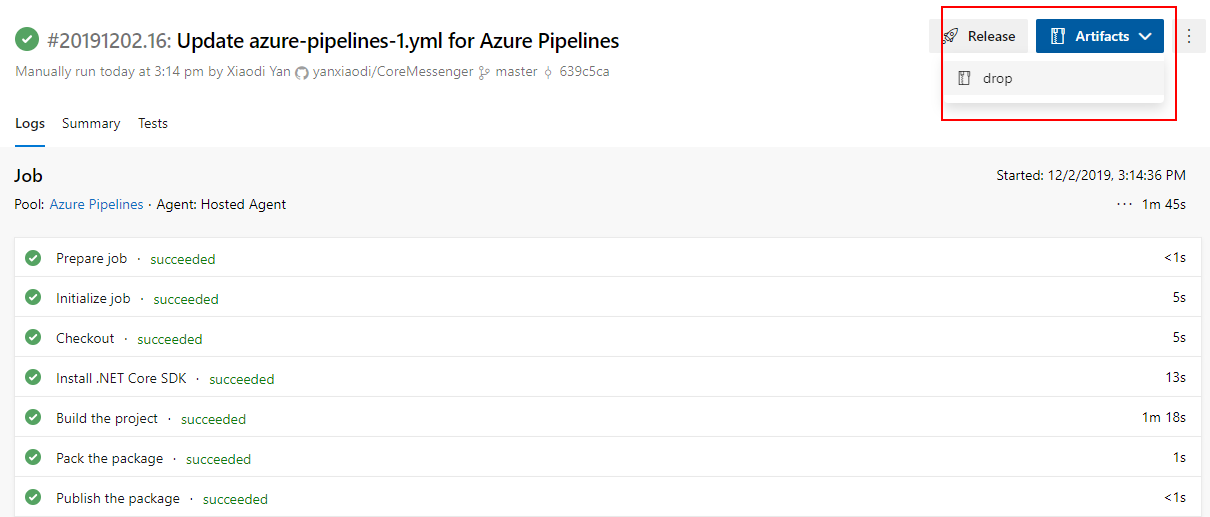 #20191202.16: Update azure-pipelines-1.yml for Azure Pipelines
Release
Artifacts
Manually run today at 3:14 pm by Xiaodi Yan yanxiaodi/CoreMessenger master 639c5ca
drop
Logs Summary Tests
Job
Started: 12/2/2019, 3:14:36 PM
Pool: Azure Pipelines · Agent: Hosted Agent
··· 1m 45s
Prepare job · succeeded <1s
Initialize job · succeeded 5s
Checkout · succeeded 5s
Install .NET Core SDK · succeeded 13s
Build the project · succeeded 1m 18s
Pack the package · succeeded 1s
Publish the package · succeeded <1s